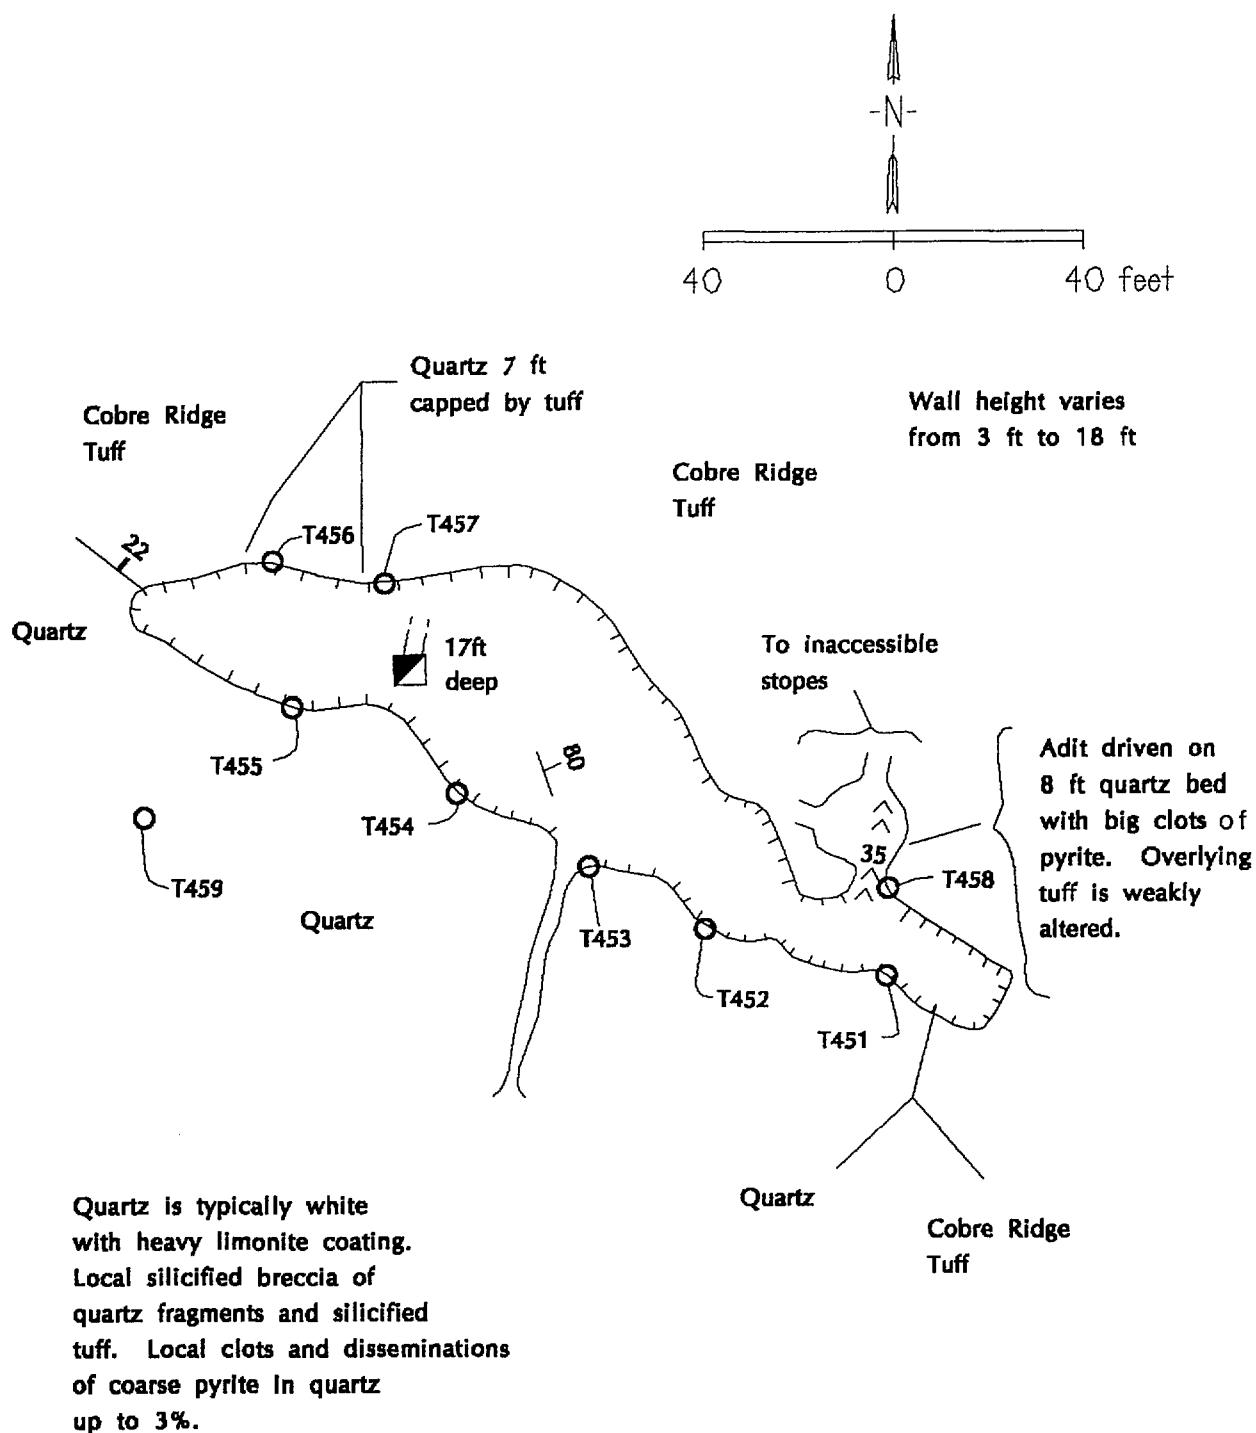 -N-
40 0 40 feet
Quartz 7 ft
capped by tuff
Wall height varies
from 3 ft to 18 ft
Cobre Ridge
Tuff
Cobre Ridge
Tuff
T456
T457
22
Quartz
17ft
deep
To inaccessible
stopes
T455
80
Adit driven on
8 ft quartz bed
with big clots of
pyrite. Overlying
tuff is weakly
altered.
T454
35
T458
T459
Quartz
T453
T452
T451
Quartz
Cobre Ridge
Tuff
Quartz is typically white
with heavy limonite coating.
Local silicified breccia of
quartz fragments and silicified
tuff. Local clots and disseminations
of coarse pyrite in quartz
up to 3%.